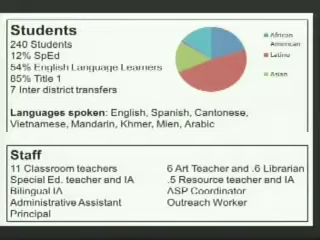 Students
240 Students
12% SpEd
54% English Language Learners
85% Title 1
7 Inter district transfers
Languages spoken: English, Spanish, Cantonese,
Vietnamese, Mandarin, Khmer, Mien, Arabic
African
American
Latino
Asian
Staff
11 Classroom teachers
Special Ed. teacher and IA
Bilingual IA
Administrative Assistant
Principal
6 Art Teacher and .6 Librarian
.5 Resource teacher and IA
ASP Coordinator
Outreach Worker